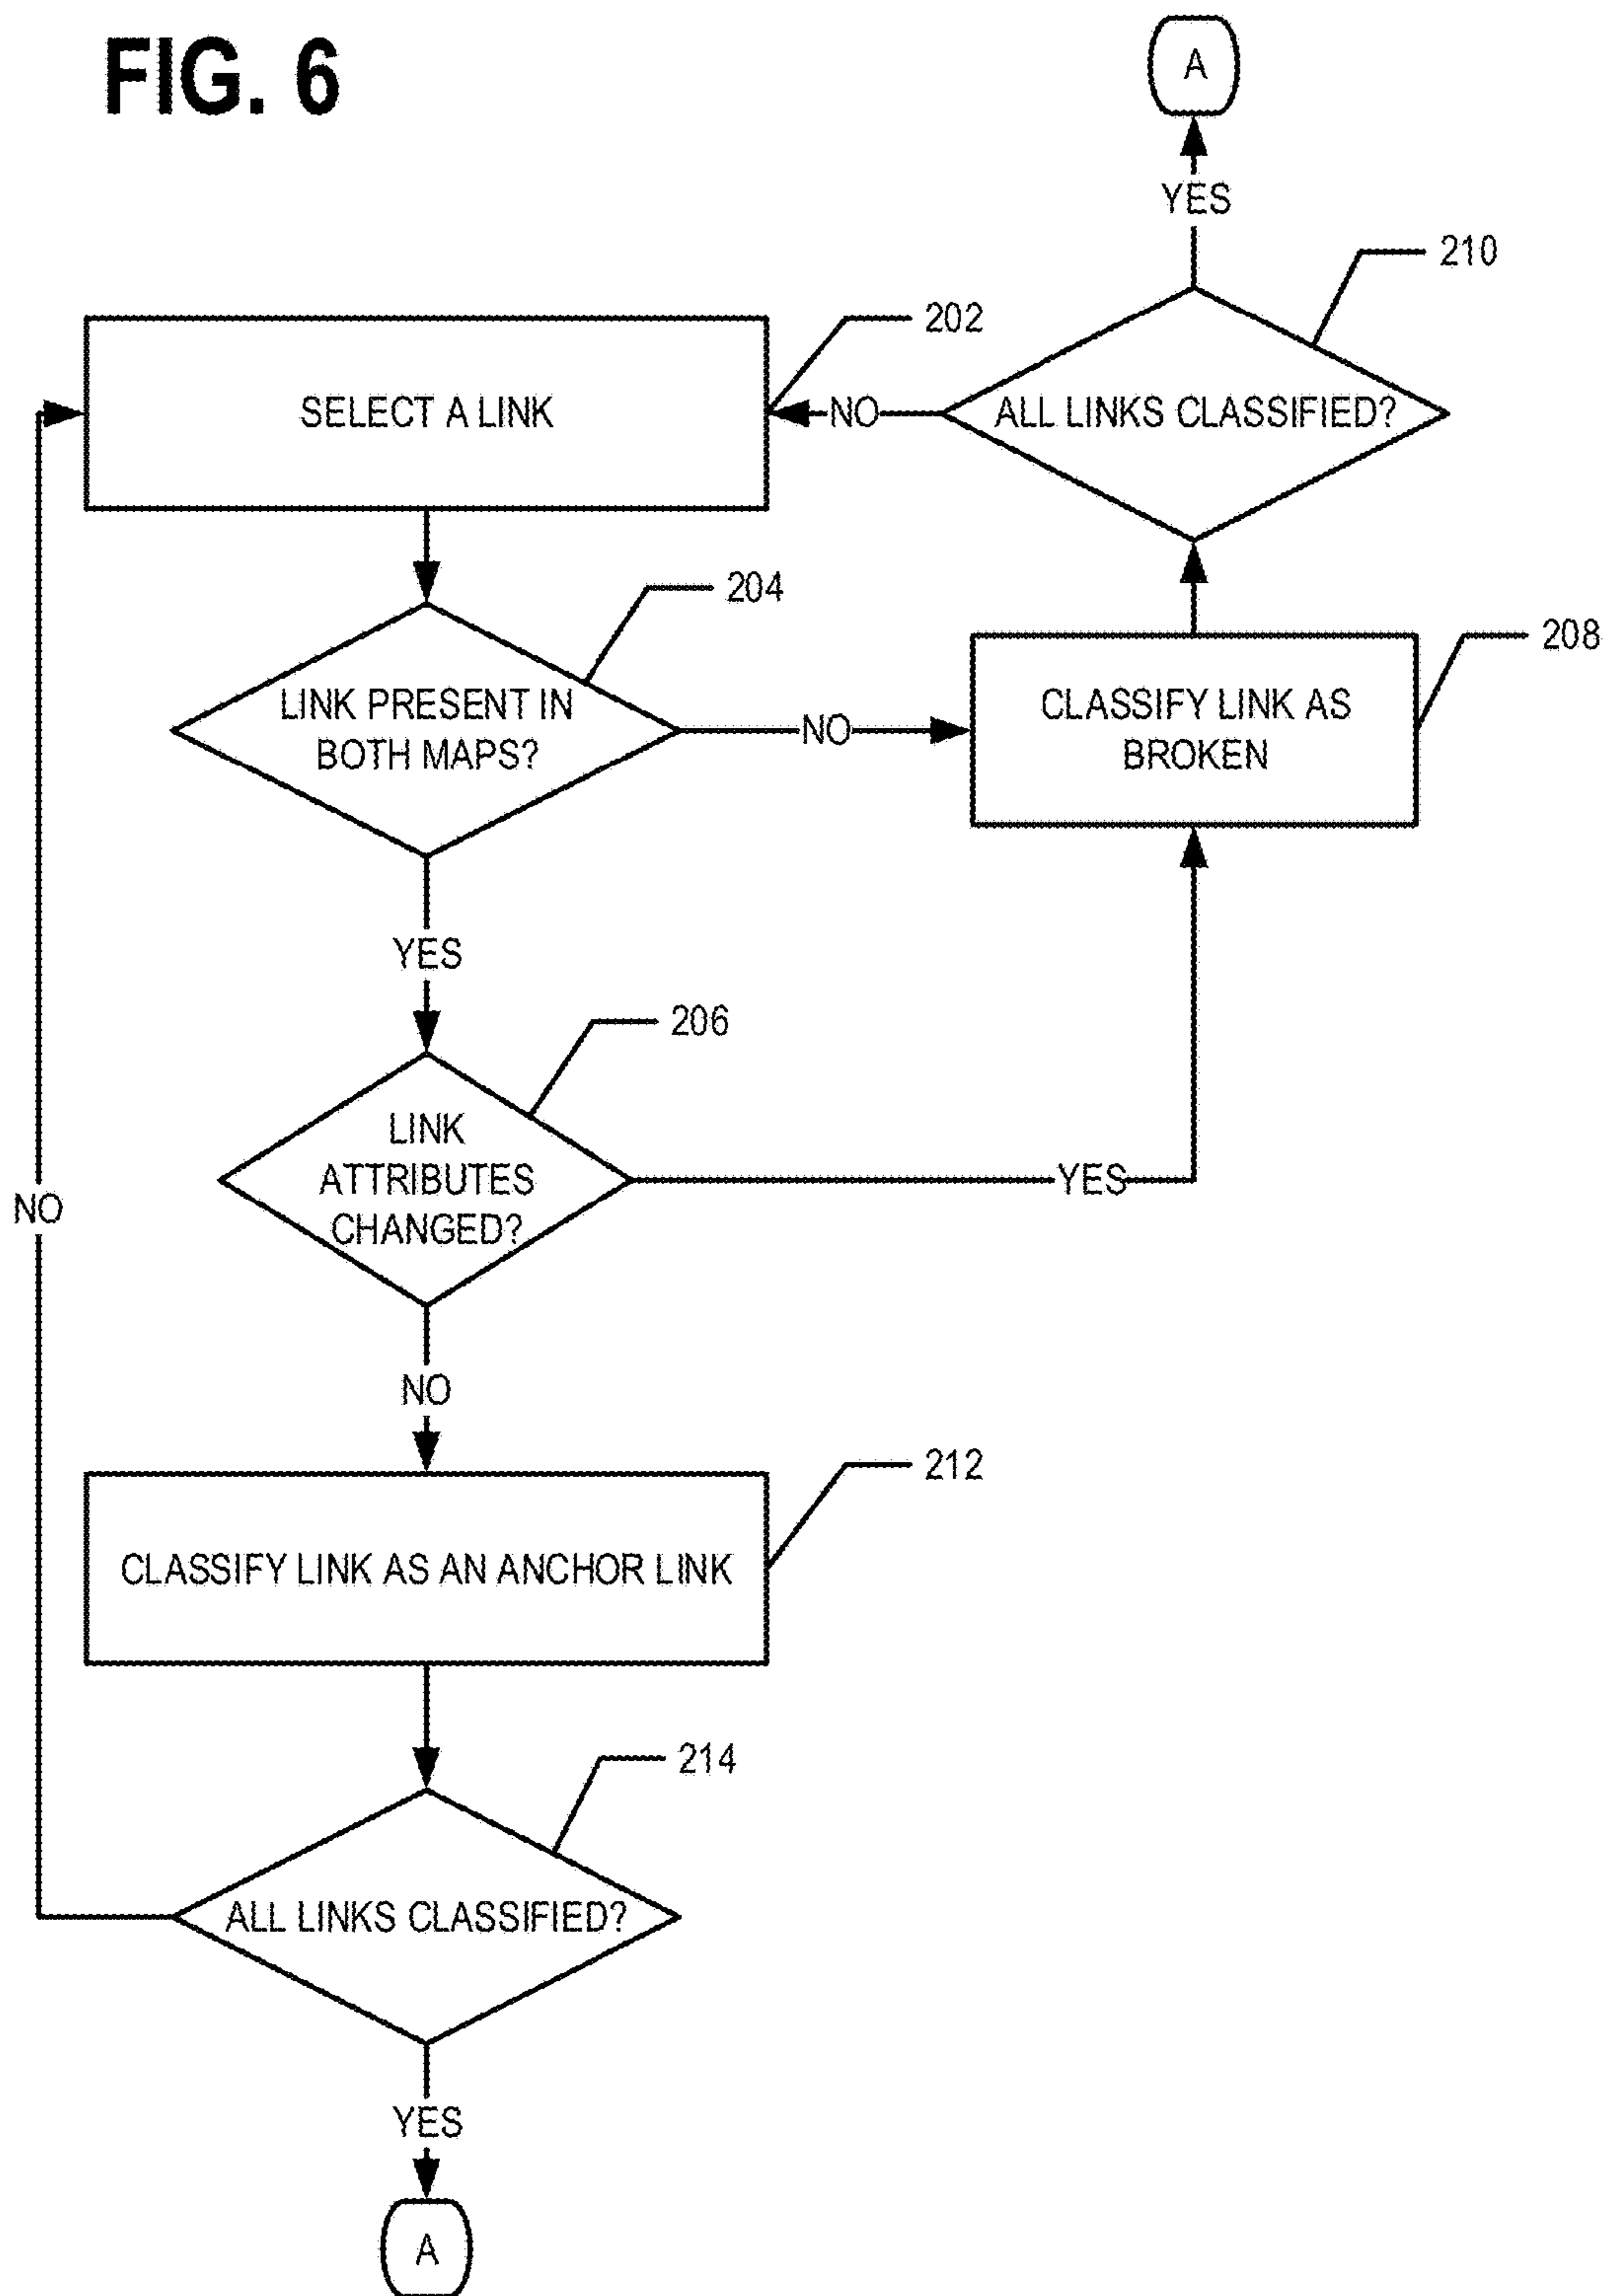 FIG. 6
A
YES
210
202
SELECT A LINK
NO
ALL LINKS CLASSIFIED?
204
208
LINK PRESENT IN
BOTH MAPS?
NO
CLASSIFY LINK AS
BROKEN
YES
206
LINK
ATTRIBUTES
CHANGED?
YES
NO
NO
212
CLASSIFY LINK AS AN ANCHOR LINK
214
ALL LINKS CLASSIFIED?
YES
A